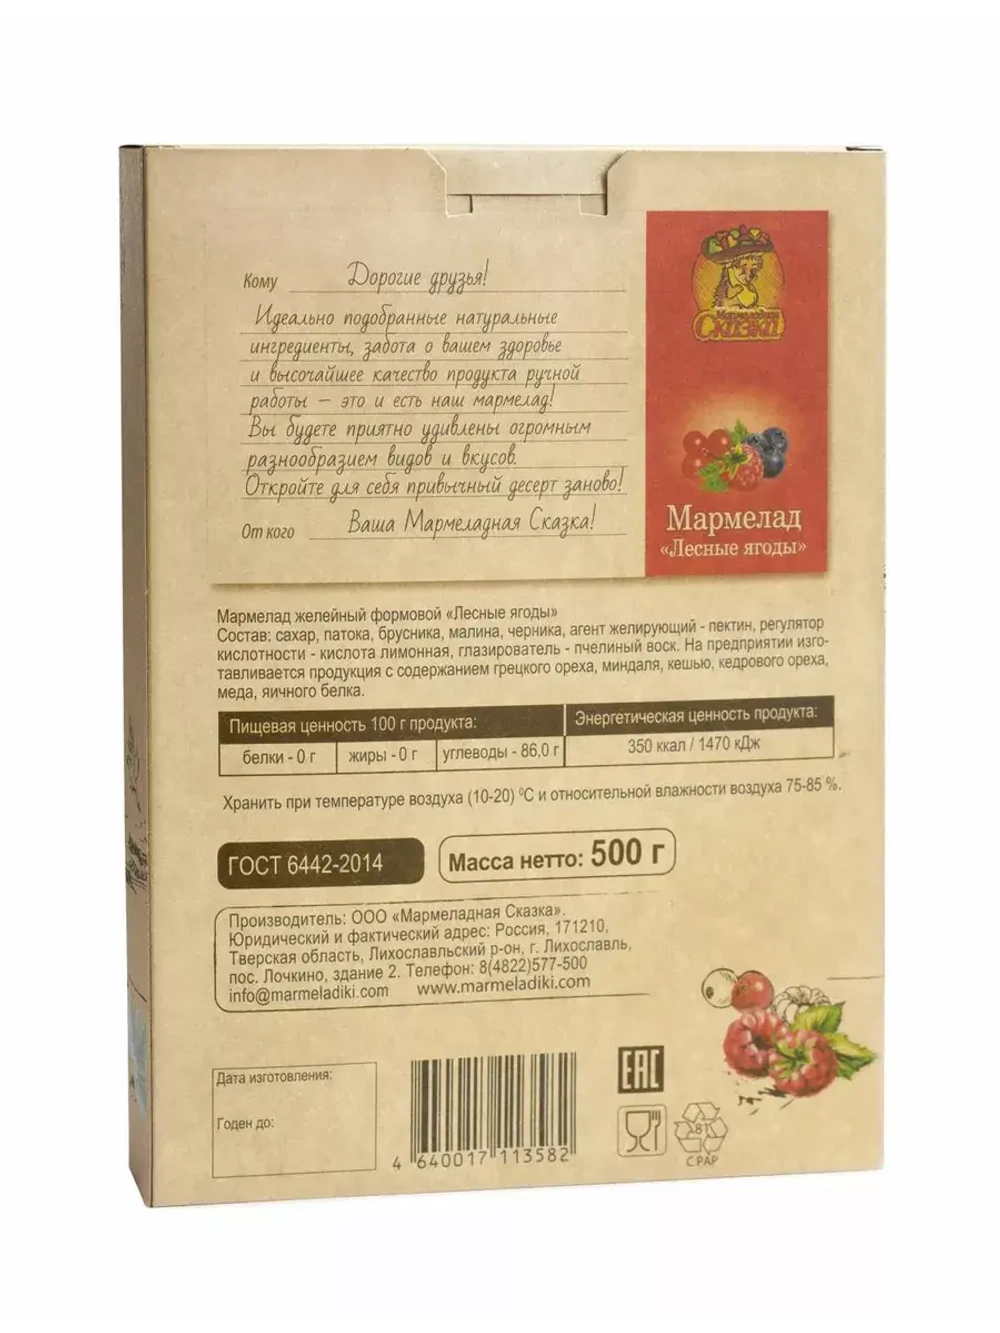 Кому Дорогие друзья!
Идеально подобранные натуральные
ингредиенты, забота о вашем здоровье
и высочайшее качество продукта ручной
работы – это и есть наш мармелад!
Вы будете приятно удивлены огромным
разнообразием видов и вкусов.
Откройте для себя привычный десерт заново!
От кого Ваша Мармеладная Сказка!
Мармеладная
Сказка
Мармелад
«Лесные ягоды»
Мармелад желейный формовой «Лесные ягоды»
Состав: сахар, патока, брусника, малина, черника, агент желирующий - пектин, регулятор
кислотности - кислота лимонная, глазирователь - пчелиный воск. На предприятии изго-
тавливается продукция с содержанием грецкого ореха, миндаля, кешью, кедрового ореха,
меда, яичного белка.
Пищевая ценность 100 г продукта: Энергетическая ценность продукта:
белки - 0 г жиры - 0 г углеводы - 86,0 г 350 ккал / 1470 кДж
Хранить при температуре воздуха (10-20) ⁰С и относительной влажности воздуха 75-85 %.
ГОСТ 6442-2014 Масса нетто: 500 г
Производитель: ООО «Мармеладная Сказка».
Юридический и фактический адрес: Россия, 171210,
Тверская область, Лихославльский р-он, г. Лихославль,
пос. Лочкино, здание 2. Телефон: 8(4822)577-500
info@marmeladiki.com www.marmeladiki.com
Дата изготовления:
Годен до:
4 640017 113582
EAC
81
C PAP